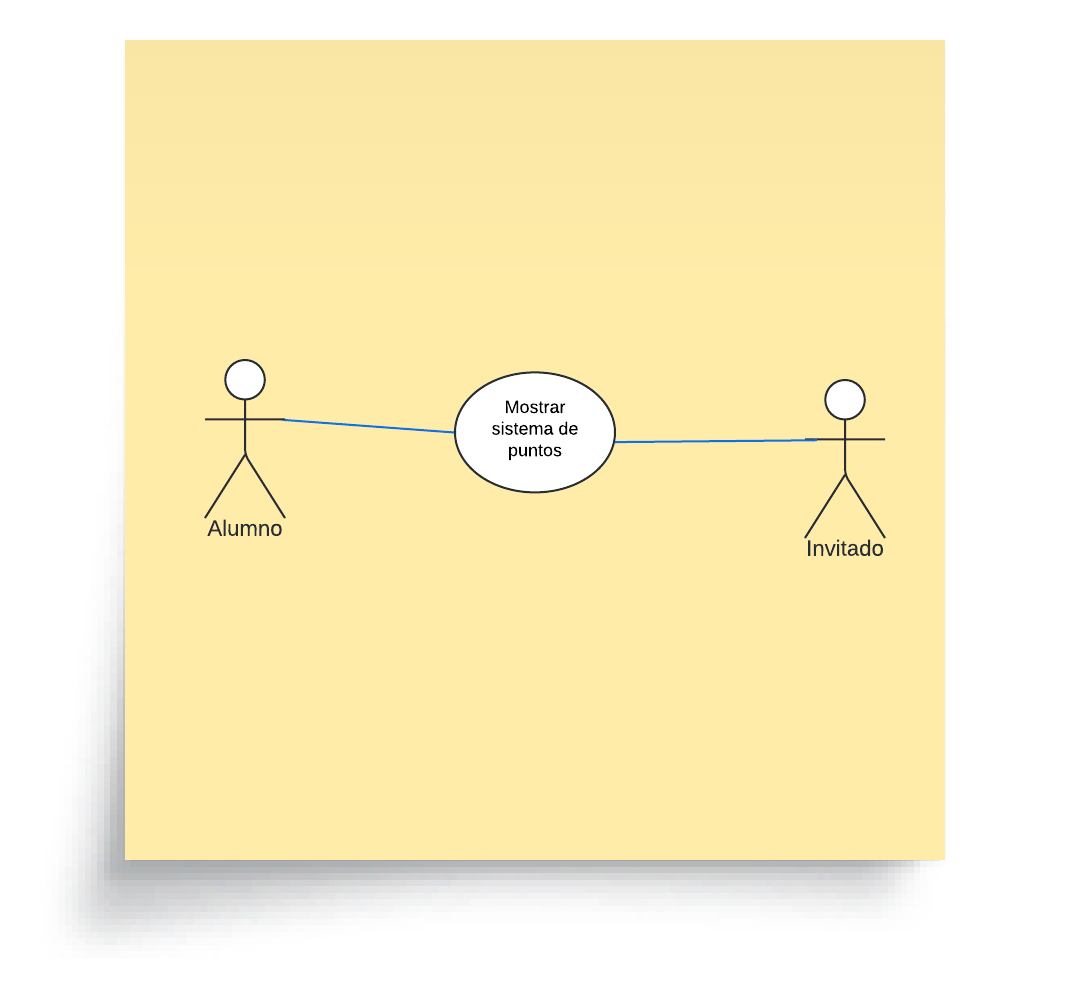 Mostrar
sistema de
puntos
Alumno
Invitado